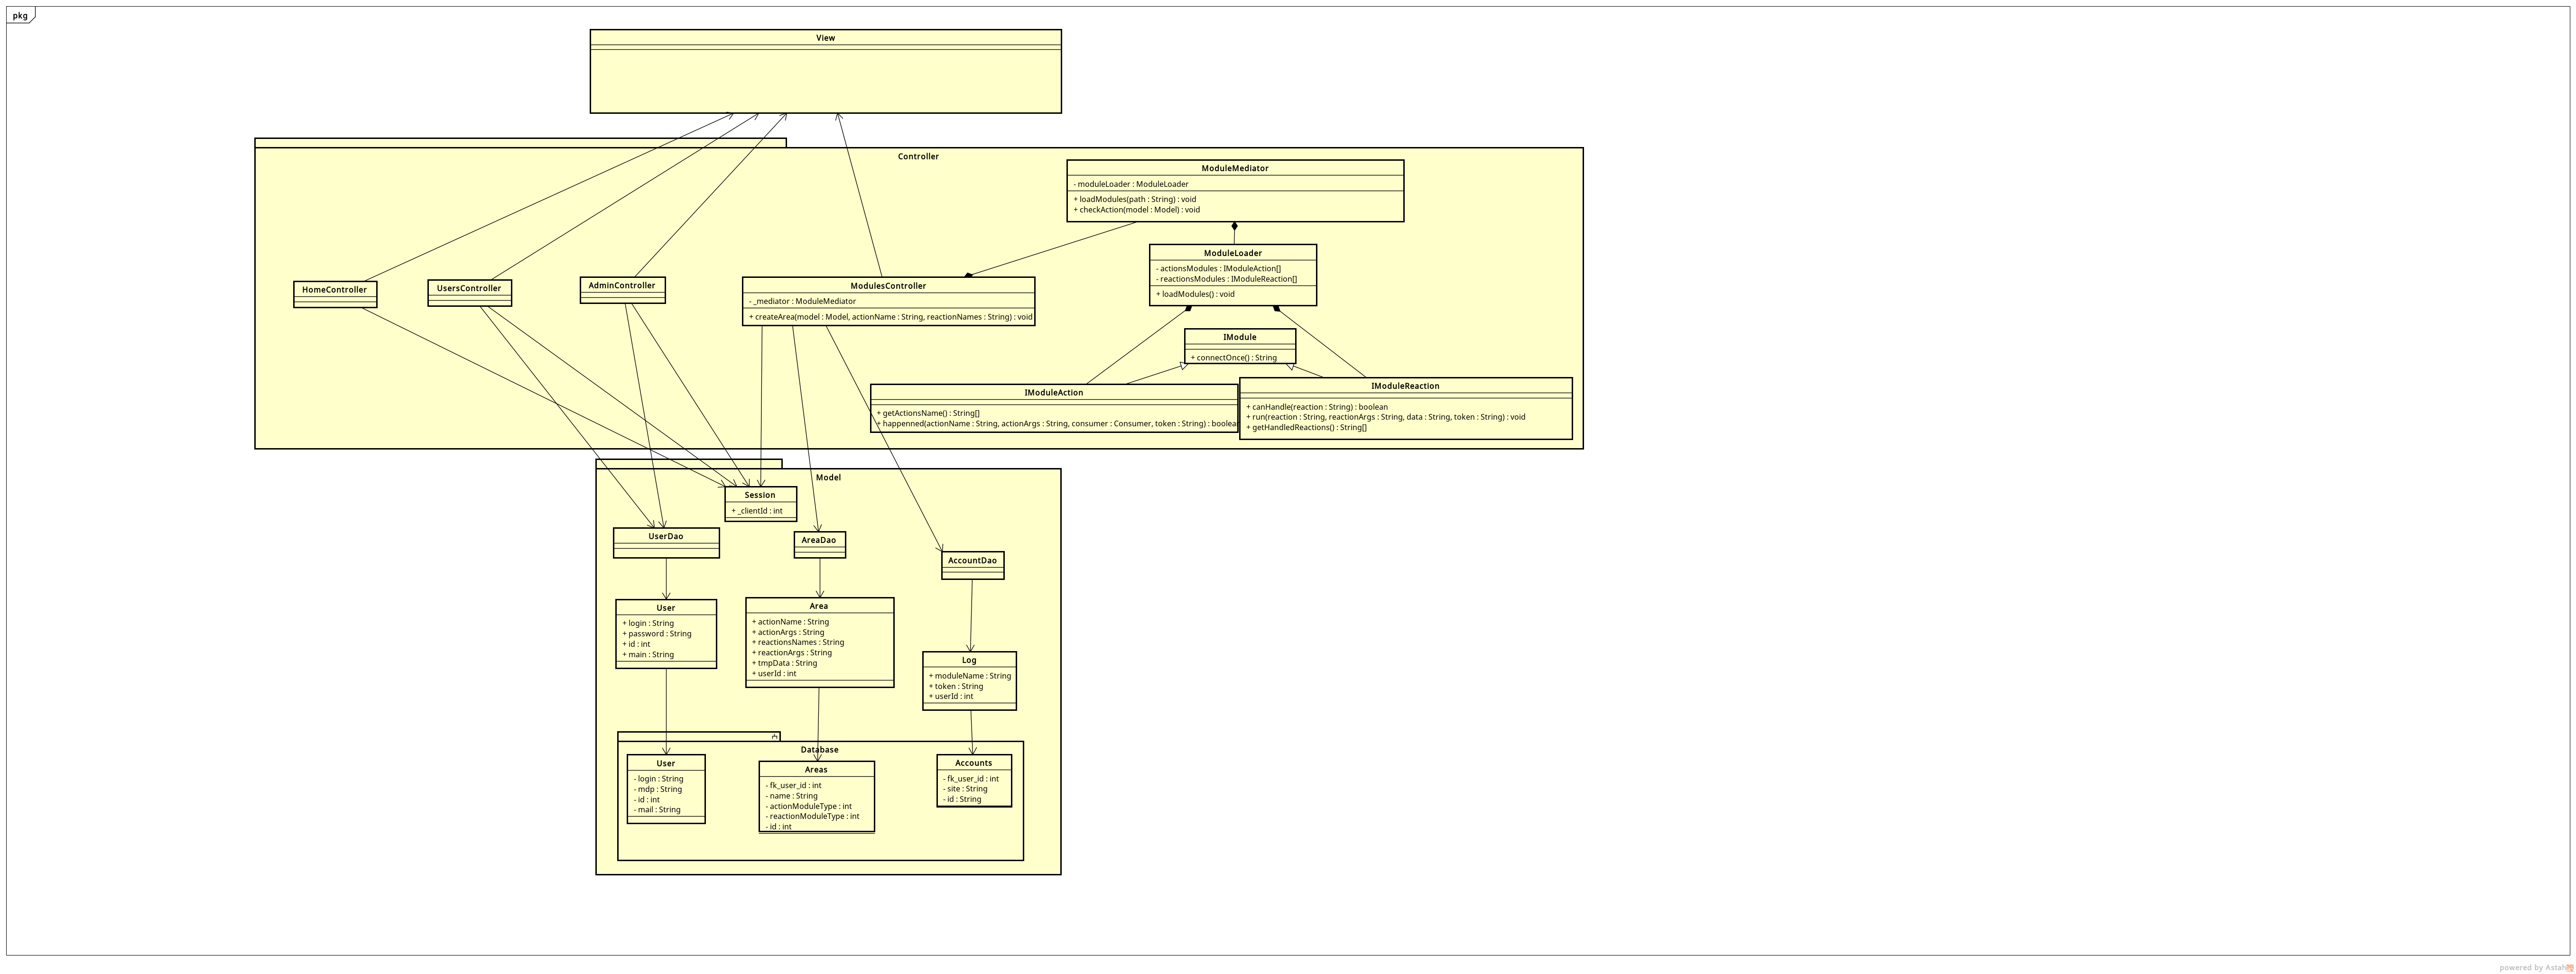 pkg
View
Controller
ModuleMediator
- moduleLoader : ModuleLoader
+ loadModules(path : String) : void
+ checkAction(model : Model) : void
ModuleLoader
- actionsModules : IModuleAction[]
- reactionsModules : IModuleReaction[]
+ loadModules() : void
HomeController
UsersController
AdminController
ModulesController
- _mediator : ModuleMediator
+ createArea(model : Model, actionName : String, reactionNames : String) : void
IModule
+ connectOnce() : String
IModuleAction
+ getActionsName() : String[]
+ happenned(actionName : String, actionArgs : String, consumer : Consumer, token : String) : boolean
IModuleReaction
+ canHandle(reaction : String) : boolean
+ run(reaction : String, reactionArgs : String, data : String, token : String) : void
+ getHandledReactions() : String[]
Model
Session
+ _clientId : int
UserDao
AreaDao
AccountDao
User
+ login : String
+ password : String
+ id : int
+ main : String
Area
+ actionName : String
+ actionArgs : String
+ reactionsNames : String
+ reactionArgs : String
+ tmpData : String
+ userId : int
Log
+ moduleName : String
+ token : String
+ userId : int
Database
User
- login : String
- mdp : String
- id : int
- mail : String
Areas
- fk_user_id : int
- name : String
- actionModuleType : int
- reactionModuleType : int
- id : int
Accounts
- fk_user_id : int
- site : String
- id : String
powered by Astah